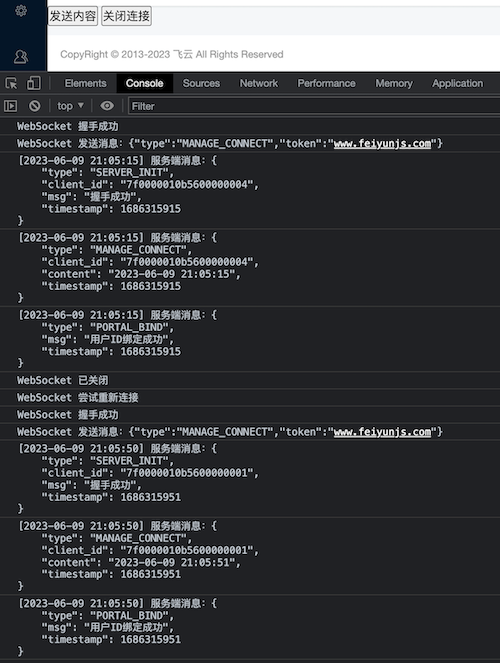 发送内容 关闭连接
CopyRight © 2013-2023 飞云 All Rights Reserved
Elements Console Sources Network Performance Memory Application
top ▼ Filter
WebSocket 握手成功
WebSocket 发送消息: {"type":"MANAGE_CONNECT","token":"www.feiyunjs.com"}
[2023-06-09 21:05:15] 服务端消息: {
"type": "SERVER_INIT",
"client_id": "7f0000010b5600000004",
"msg": "握手成功",
"timestamp": 1686315915
}
[2023-06-09 21:05:15] 服务端消息: {
"type": "MANAGE_CONNECT",
"client_id": "7f0000010b5600000004",
"content": "2023-06-09 21:05:15",
"timestamp": 1686315915
}
[2023-06-09 21:05:15] 服务端消息: {
"type": "PORTAL_BIND",
"msg": "用户ID绑定成功",
"timestamp": 1686315915
}
WebSocket 已关闭
WebSocket 尝试重新连接
WebSocket 握手成功
WebSocket 发送消息: {"type":"MANAGE_CONNECT","token":"www.feiyunjs.com"}
[2023-06-09 21:05:50] 服务端消息: {
"type": "SERVER_INIT",
"client_id": "7f0000010b5600000001",
"msg": "握手成功",
"timestamp": 1686315951
}
[2023-06-09 21:05:50] 服务端消息: {
"type": "MANAGE_CONNECT",
"client_id": "7f0000010b5600000001",
"content": "2023-06-09 21:05:51",
"timestamp": 1686315951
}
[2023-06-09 21:05:50] 服务端消息: {
"type": "PORTAL_BIND",
"msg": "用户ID绑定成功",
"timestamp": 1686315951
}